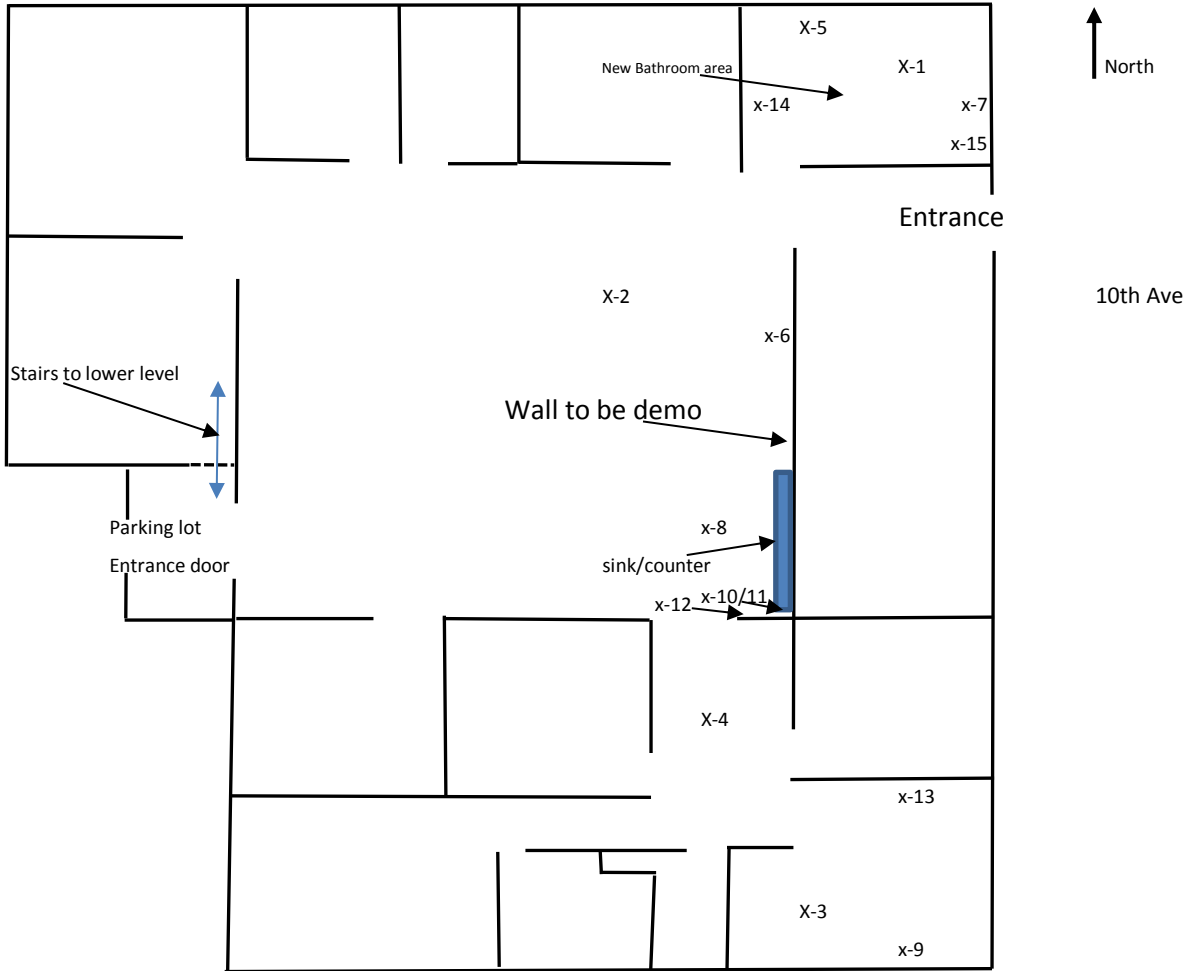 X-5
New Bathroom area
X-1
North
x-14
x-7
x-15
Entrance
X-2
10th Ave
x-6
Stairs to lower level
Wall to be demo
Parking lot
x-8
Entrance door
sink/counter
x-12
x-10/11
X-4
x-13
X-3
x-9